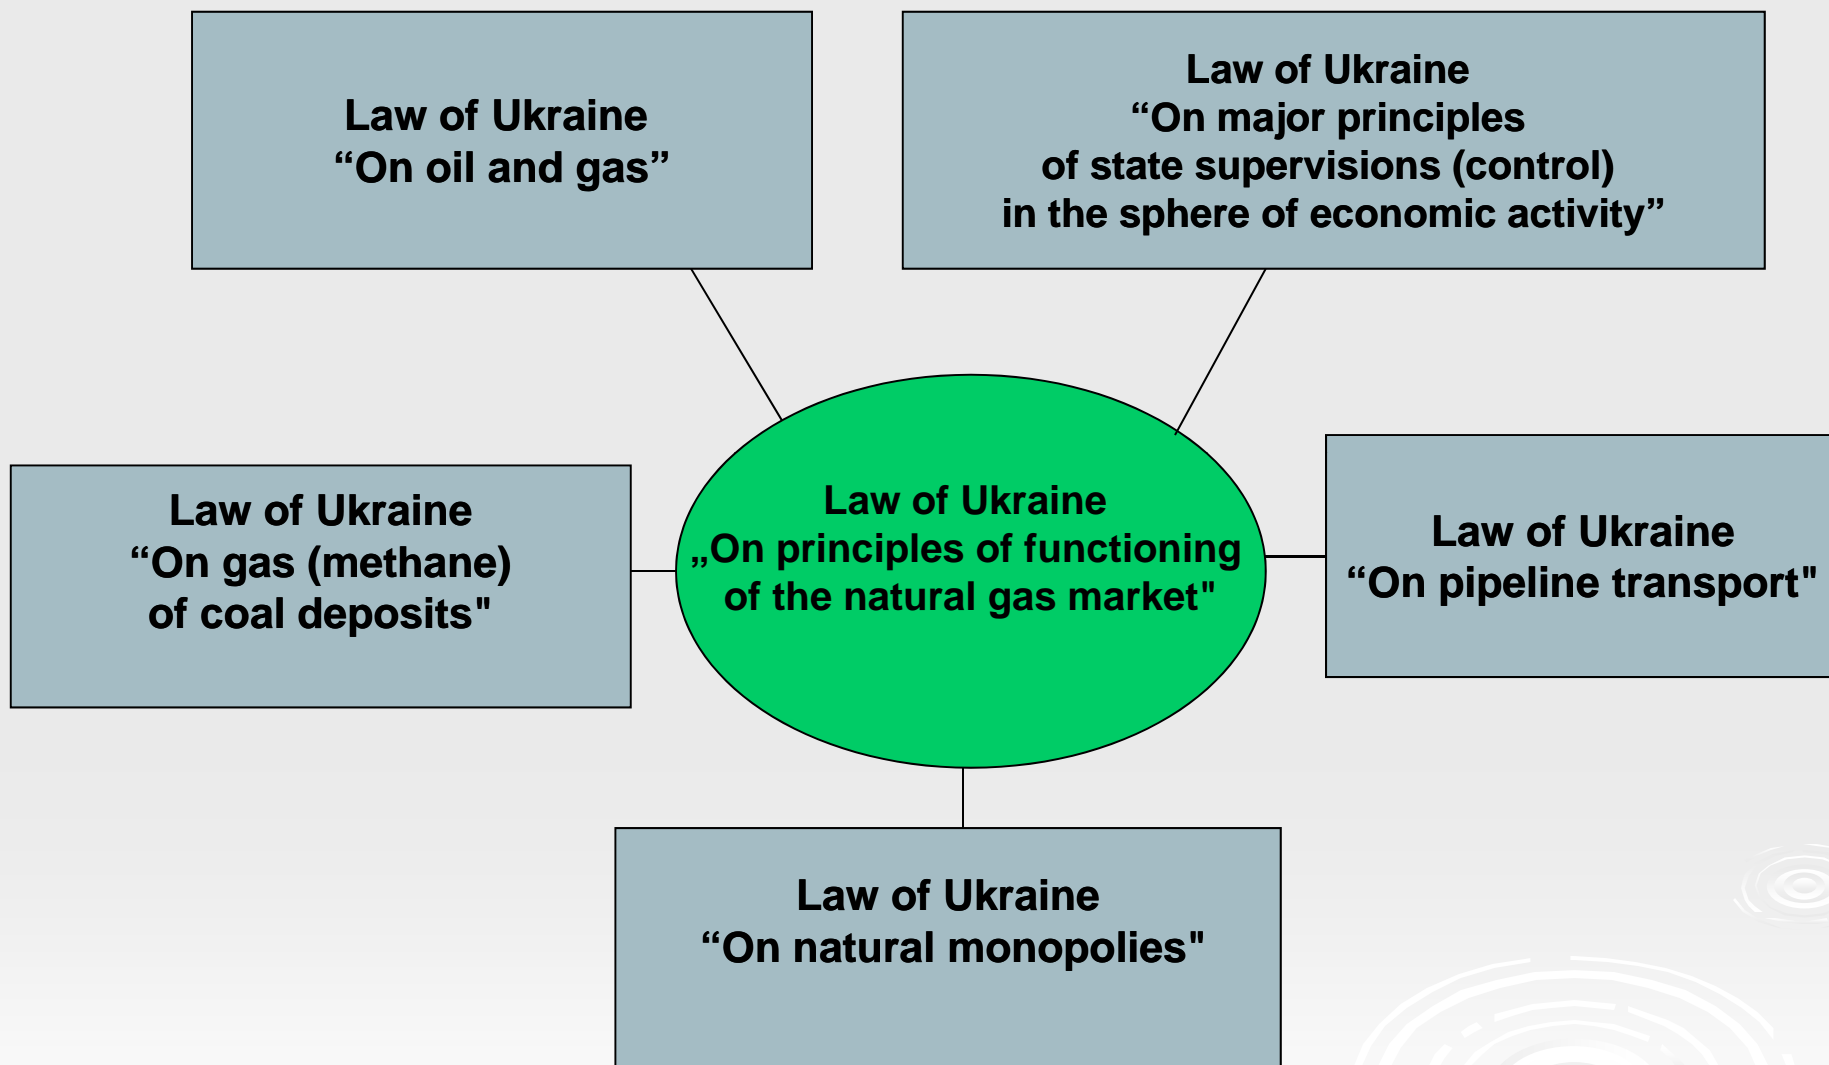 Law of Ukraine
“On oil and gas”
Law of Ukraine
“On major principles
of state supervisions (control)
in the sphere of economic activity”
Law of Ukraine
“On gas (methane)
of coal deposits"
Law of Ukraine
„On principles of functioning
of the natural gas market"
Law of Ukraine
“On pipeline transport"
Law of Ukraine
“On natural monopolies"